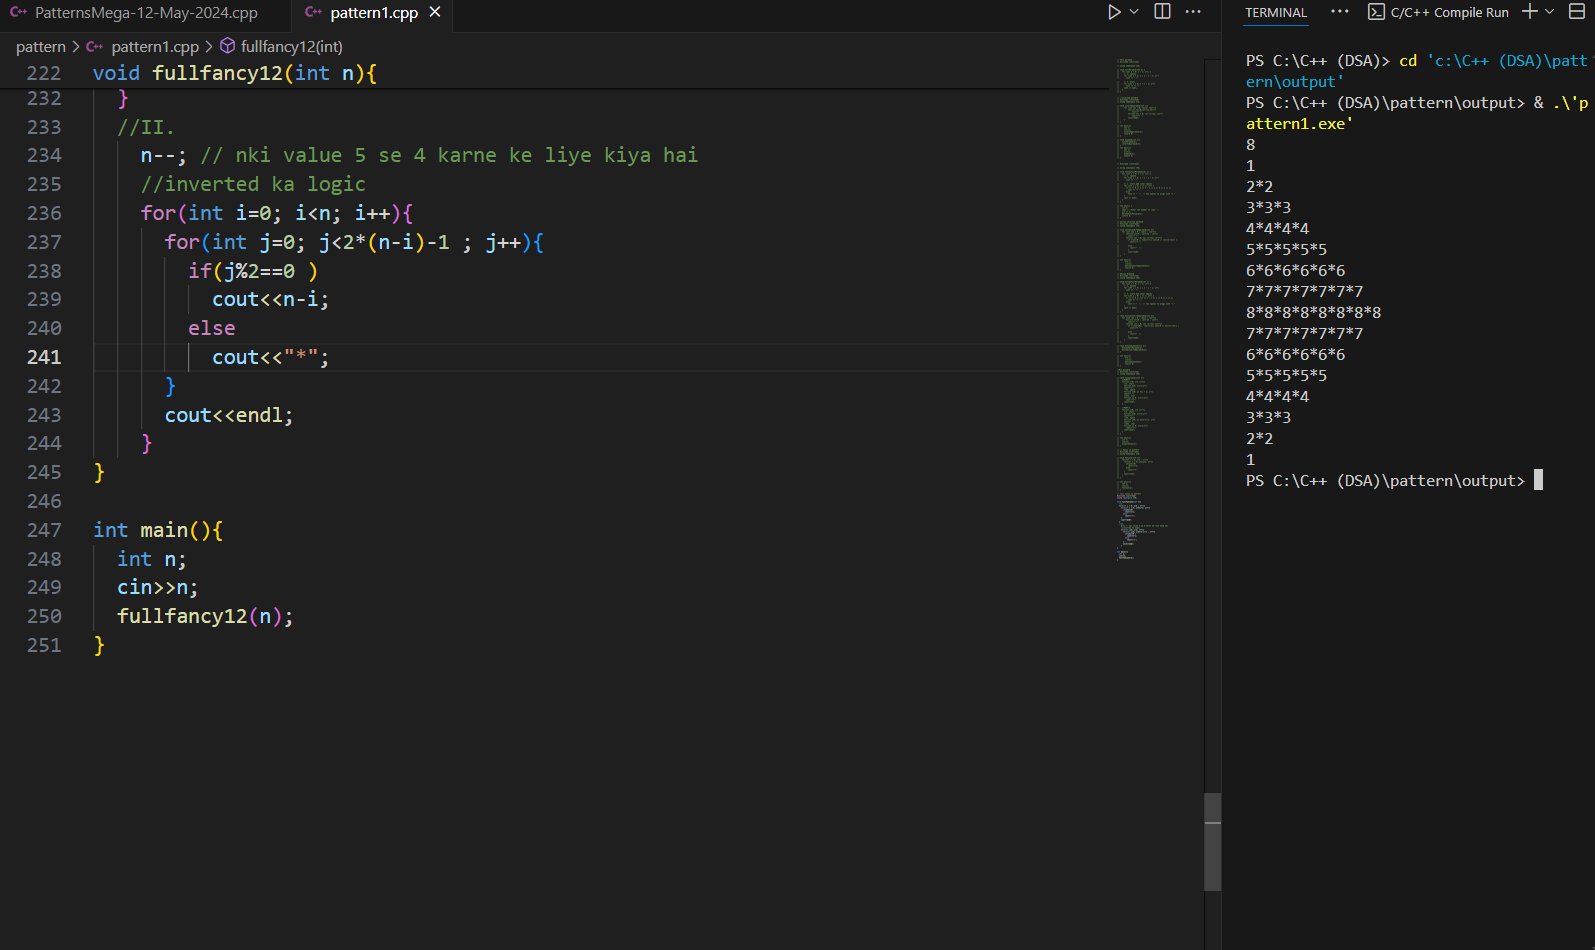 PatternsMega-12-May-2024.cpp
pattern1.cpp
pattern > pattern1.cpp > fullfancy12(int)
222 void fullfancy12(int n){
232 }
233 //II.
234 n--; // nki value 5 se 4 karne ke liye kiya hai
235 //inverted ka logic
236 for(int i=0; i<n; i++){
237 for(int j=0; j<2*(n-i)-1 ; j++){
238 if(j%2==0 )
239 cout<<n-i;
240 else
241 cout<<"*";
242 }
243 cout<<endl;
244 }
245 }
246
247 int main(){
248 int n;
249 cin>>n;
250 fullfancy12(n);
251 }
TERMINAL ... C/C++ Compile Run
PS C:\C++ (DSA)> cd 'c:\C++ (DSA)\patt
ern\output'
PS C:\C++ (DSA)\pattern\output> & .\'p
attern1.exe'
8
1
2*2
3*3*3
4*4*4*4
5*5*5*5*5
6*6*6*6*6*6
7*7*7*7*7*7*7
8*8*8*8*8*8*8*8
7*7*7*7*7*7*7
6*6*6*6*6*6
5*5*5*5*5
4*4*4*4
3*3*3
2*2
1
PS C:\C++ (DSA)\pattern\output>